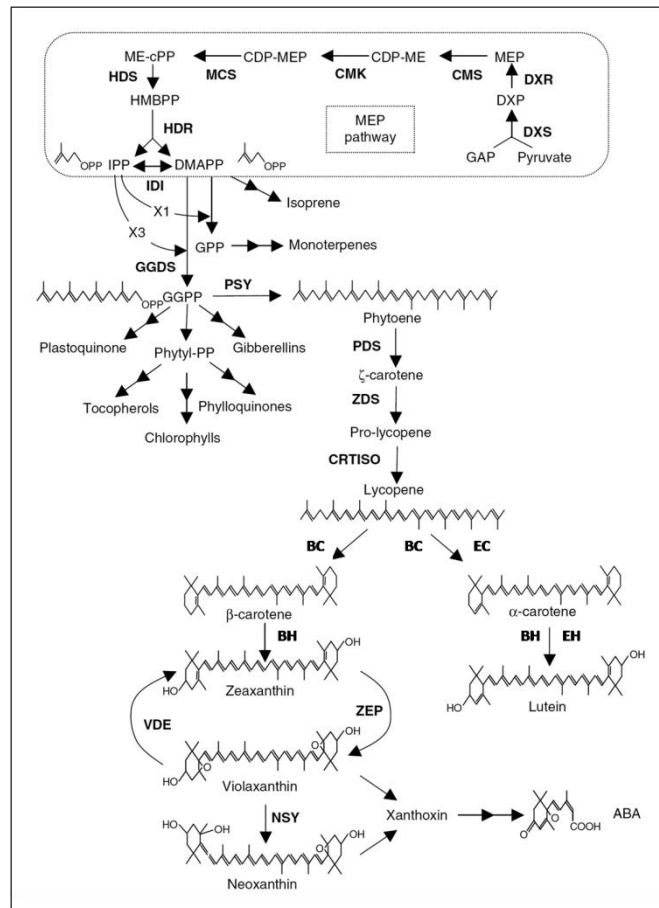 ME-cPP CDP-MEP CDP-ME MEP
HDS MCS CMK CMS DXR
HMBPP DXP
HDR MEP
pathway DXS
GAP Pyruvate
OPP IPP DMAPP OPP
IDI
Isoprene
X1
X3
GPP Monoterpenes
GGDS
PSY
OPP GGPP
Phytoene
Plastoquinone Gibberellins
Phytyl-PP
PDS
ζ-carotene
Tocopherols Phylloquinones
ZDS
Chlorophylls
Pro-lycopene
CRTISO
Lycopene
BC BC EC
β-carotene α-carotene
BH BH EH
OH OH
HO Zeaxanthin
HO Lutein
VDE ZEP
OH
O
O
HO Violaxanthin
Xanthoxin ABA
O
O COOH
NSY
HO OH OH
O
Neoxanthin